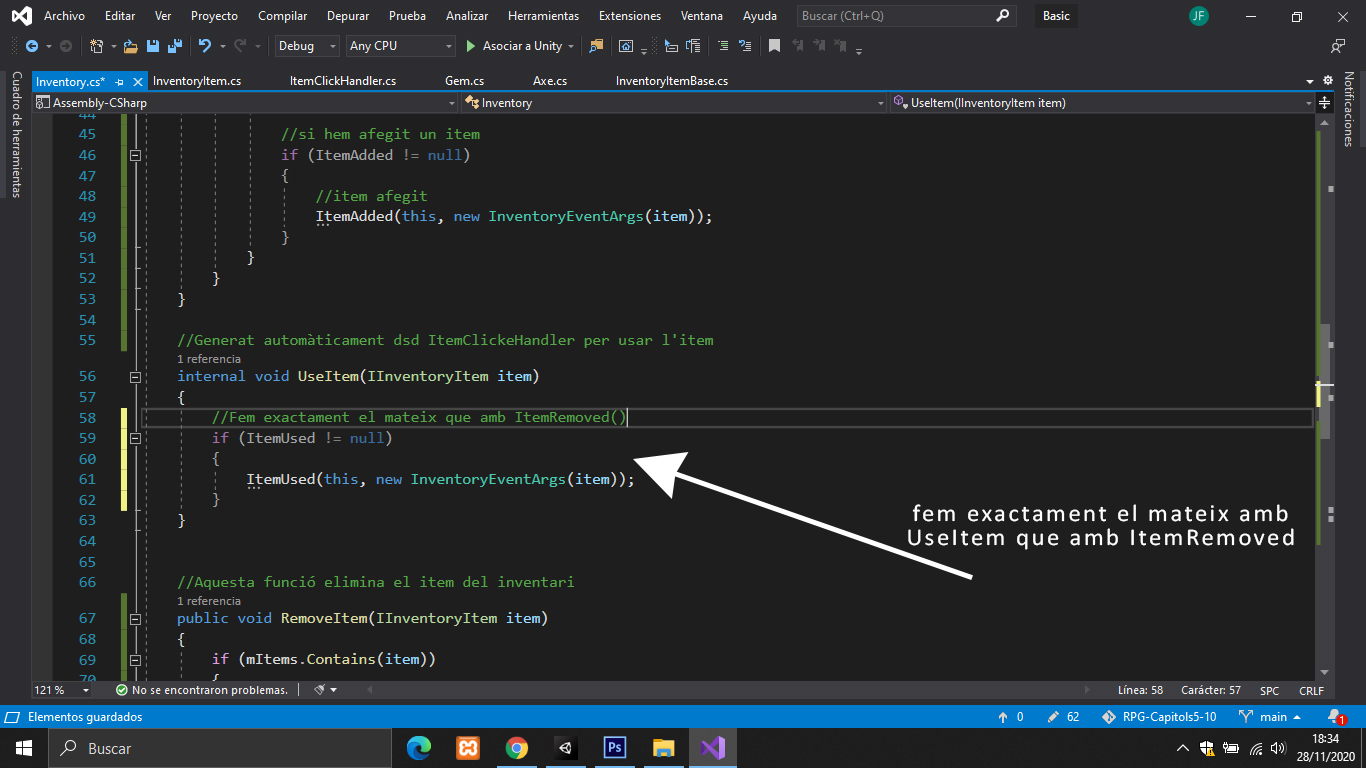 Archivo Editar Ver Proyecto Compilar Depurar Prueba Analizar Herramientas Extensiones Ventana Ayuda Buscar (Ctrl+Q) Basic JF
Debug Any CPU Asociar a Unity
Inventory.cs* InventoryItem.cs ItemClickHandler.cs Gem.cs Axe.cs InventoryItemBase.cs
Assembly-CSharp Inventory UseItem(IInventoryItem item)
Cuadro de herramientas
Notificaciones
44
45 //si hem afegit un item
46 if (ItemAdded != null)
47 {
48 //item afegit
49 ItemAdded(this, new InventoryEventArgs(item));
50 }
51 }
52 }
53 }
54
55 //Generat automàticament dsd ItemClickeHandler per usar l'item
1 referencia
56 internal void UseItem(IInventoryItem item)
57 {
58 //Fem exactament el mateix que amb ItemRemoved()
59 if (ItemUsed != null)
60 {
61 ItemUsed(this, new InventoryEventArgs(item));
62 }
63 }
64
65
66 //Aquesta funció elimina el item del inventari
1 referencia
67 public void RemoveItem(IInventoryItem item)
68 {
69 if (mItems.Contains(item))
70 {
fem exactament el mateix amb
UseItem que amb ItemRemoved
121 % No se encontraron problemas. Línea: 58 Carácter: 57 SPC CRLF
Elementos guardados 0 62 RPG-Capitols5-10 main 1
Buscar Ps 18:34
28/11/2020